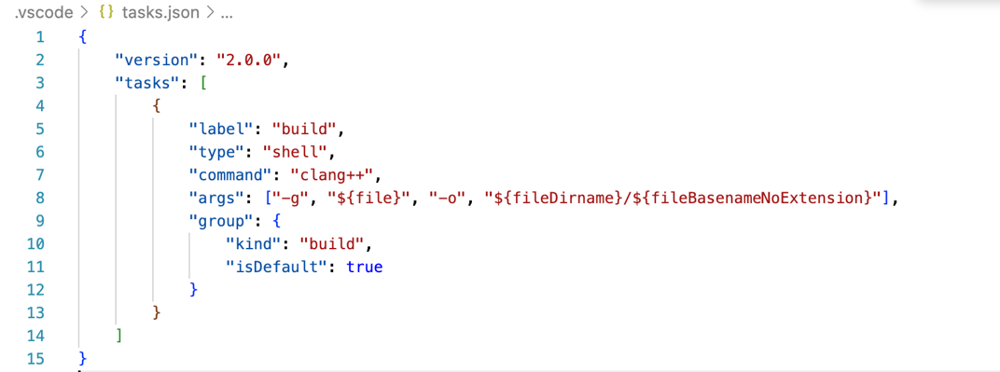 .vscode > {} tasks.json > ...
1 {
2     "version": "2.0.0",
3     "tasks": [
4         {
5             "label": "build",
6             "type": "shell",
7             "command": "clang++",
8             "args": ["-g", "${file}", "-o", "${fileDirname}/${fileBasenameNoExtension}"],
9             "group": {
10                 "kind": "build",
11                 "isDefault": true
12             }
13         }
14     ]
15 }